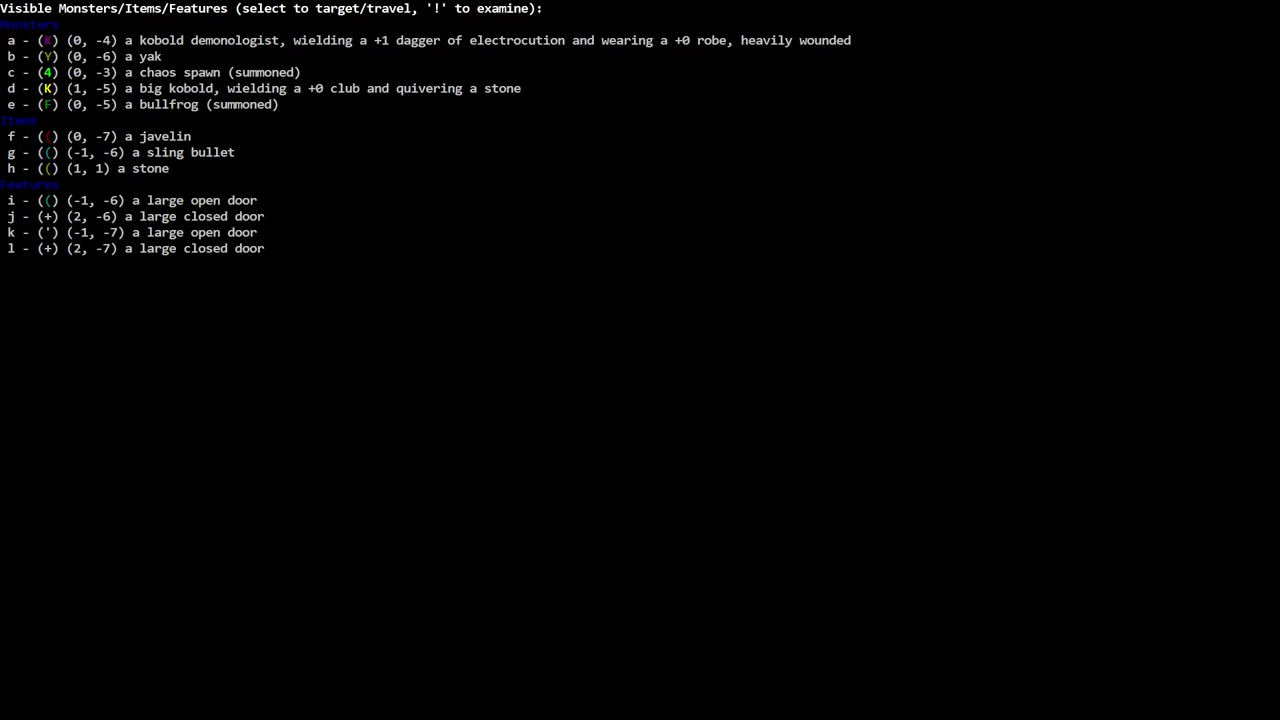 Visible Monsters/Items/Features (select to target/travel, '!' to examine):
Monsters
a - (K) (0, -4) a kobold demonologist, wielding a +1 dagger of electrocution and wearing a +0 robe, heavily wounded
b - (Y) (0, -6) a yak
c - (4) (0, -3) a chaos spawn (summoned)
d - (K) (1, -5) a big kobold, wielding a +0 club and quivering a stone
e - (F) (0, -5) a bullfrog (summoned)
Items
f - (() (0, -7) a javelin
g - (() (-1, -6) a sling bullet
h - (() (1, 1) a stone
Features
i - (() (-1, -6) a large open door
j - (+) (2, -6) a large closed door
k - (') (-1, -7) a large open door
l - (+) (2, -7) a large closed door